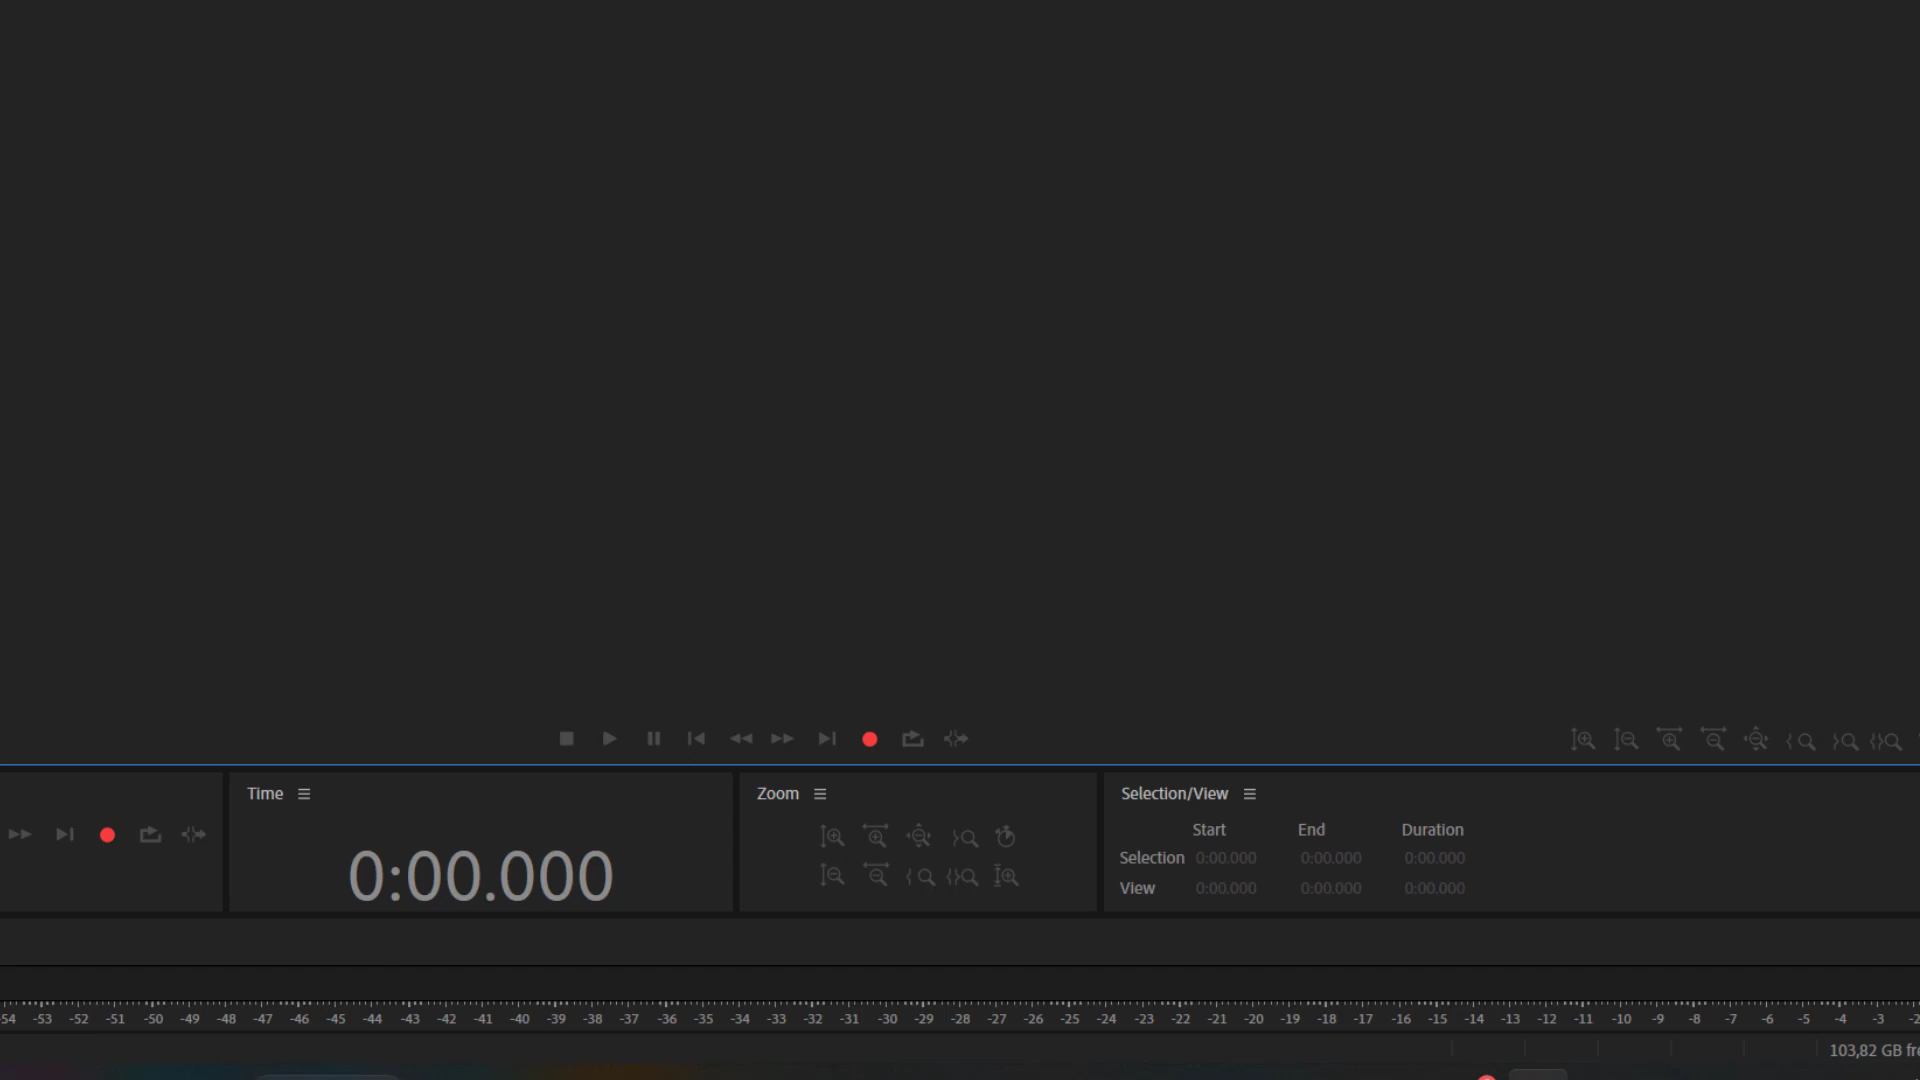 Time
Zoom
Selection/View
Start End Duration
Selection 0:00.000 0:00.000 0:00.000
View 0:00.000 0:00.000 0:00.000
0:00.000
-54 -53 -52 -51 -50 -49 -48 -47 -46 -45 -44 -43 -42 -41 -40 -39 -38 -37 -36 -35 -34 -33 -32 -31 -30 -29 -28 -27 -26 -25 -24 -23 -22 -21 -20 -19 -18 -17 -16 -15 -14 -13 -12 -11 -10 -9 -8 -7 -6 -5 -4 -3 -2
103,82 GB fre